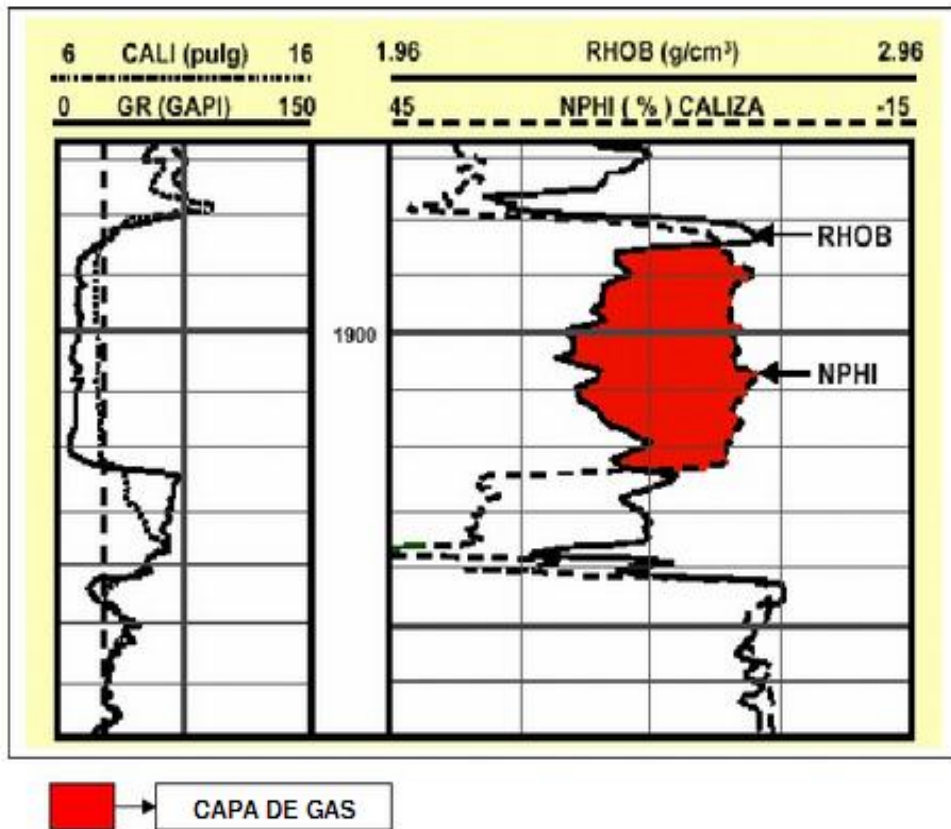 6 CALI (pulg) 16 1.96 RHOB (g/cm³) 2.96
0 GR (GAPI) 150 45 NPHI ( % ) CALIZA -15
RHOB
1900
NPHI
CAPA DE GAS